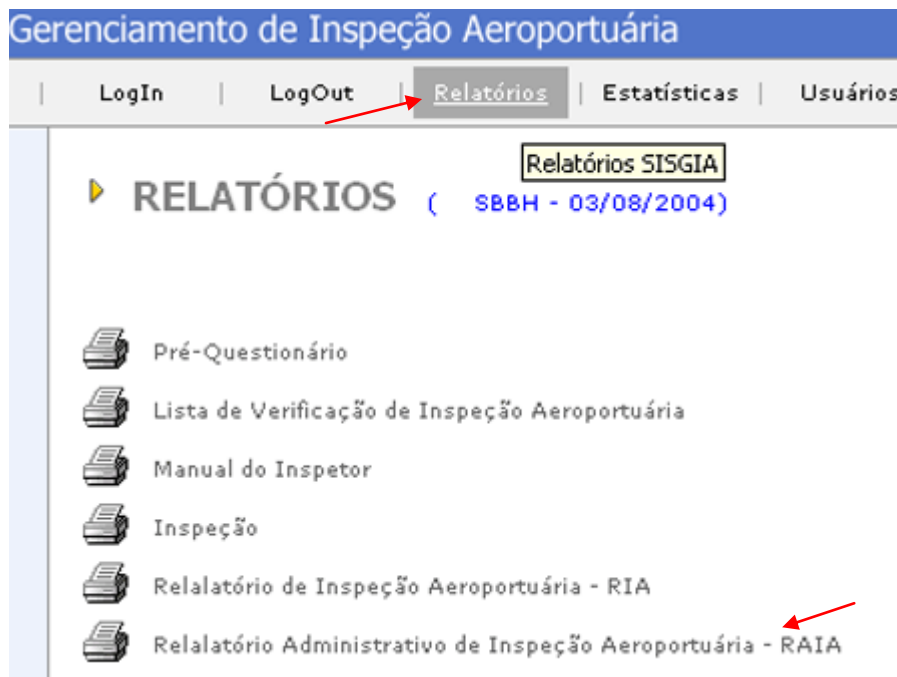 Gerenciamento de Inspeção Aeroportuária
| LogIn | LogOut | Relatórios | Estatísticas | Usuários
Relatórios SISGIA
RELATÓRIOS ( SBBH - 03/08/2004)
Pré-Questionário
Lista de Verificação de Inspeção Aeroportuária
Manual do Inspetor
Inspeção
Relalatório de Inspeção Aeroportuária - RIA
Relalatório Administrativo de Inspeção Aeroportuária - RAIA